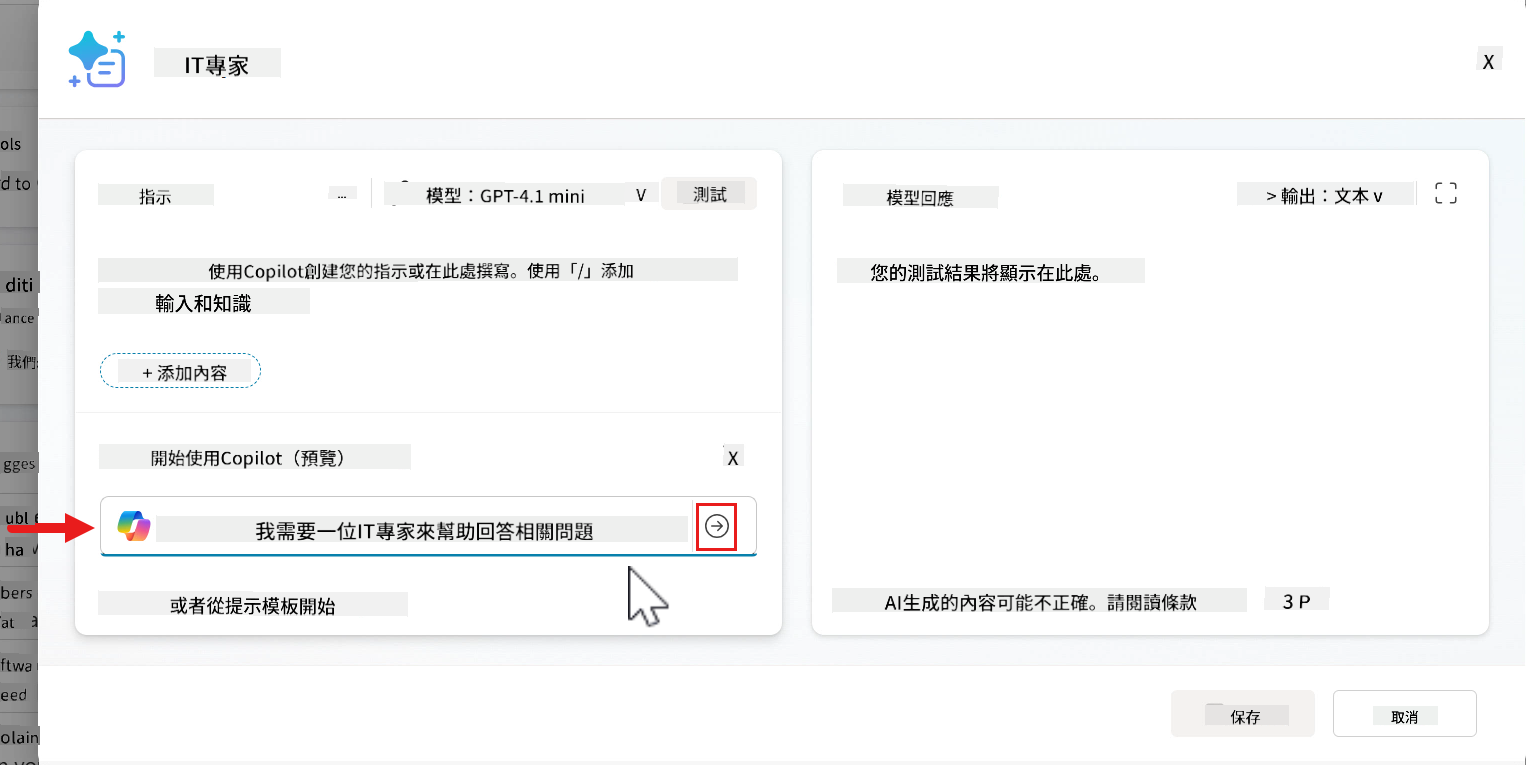 IT專家
X
指示
...
模型：GPT-4.1 mini
V
測試
使用Copilot創建您的指示或在此處撰寫。使用「/」添加
輸入和知識
+ 添加內容
開始使用Copilot（預覽）
X
我需要一位IT專家來幫助回答相關問題
或者從提示模板開始
模型回應
> 輸出：文本 v
您的測試結果將顯示在此處。
AI生成的內容可能不正確。請閱讀條款
3 P
保存
取消
ols
d to
diti
ance
我們
gges
ubl
ha
bers
at
ftwa
eed
olain